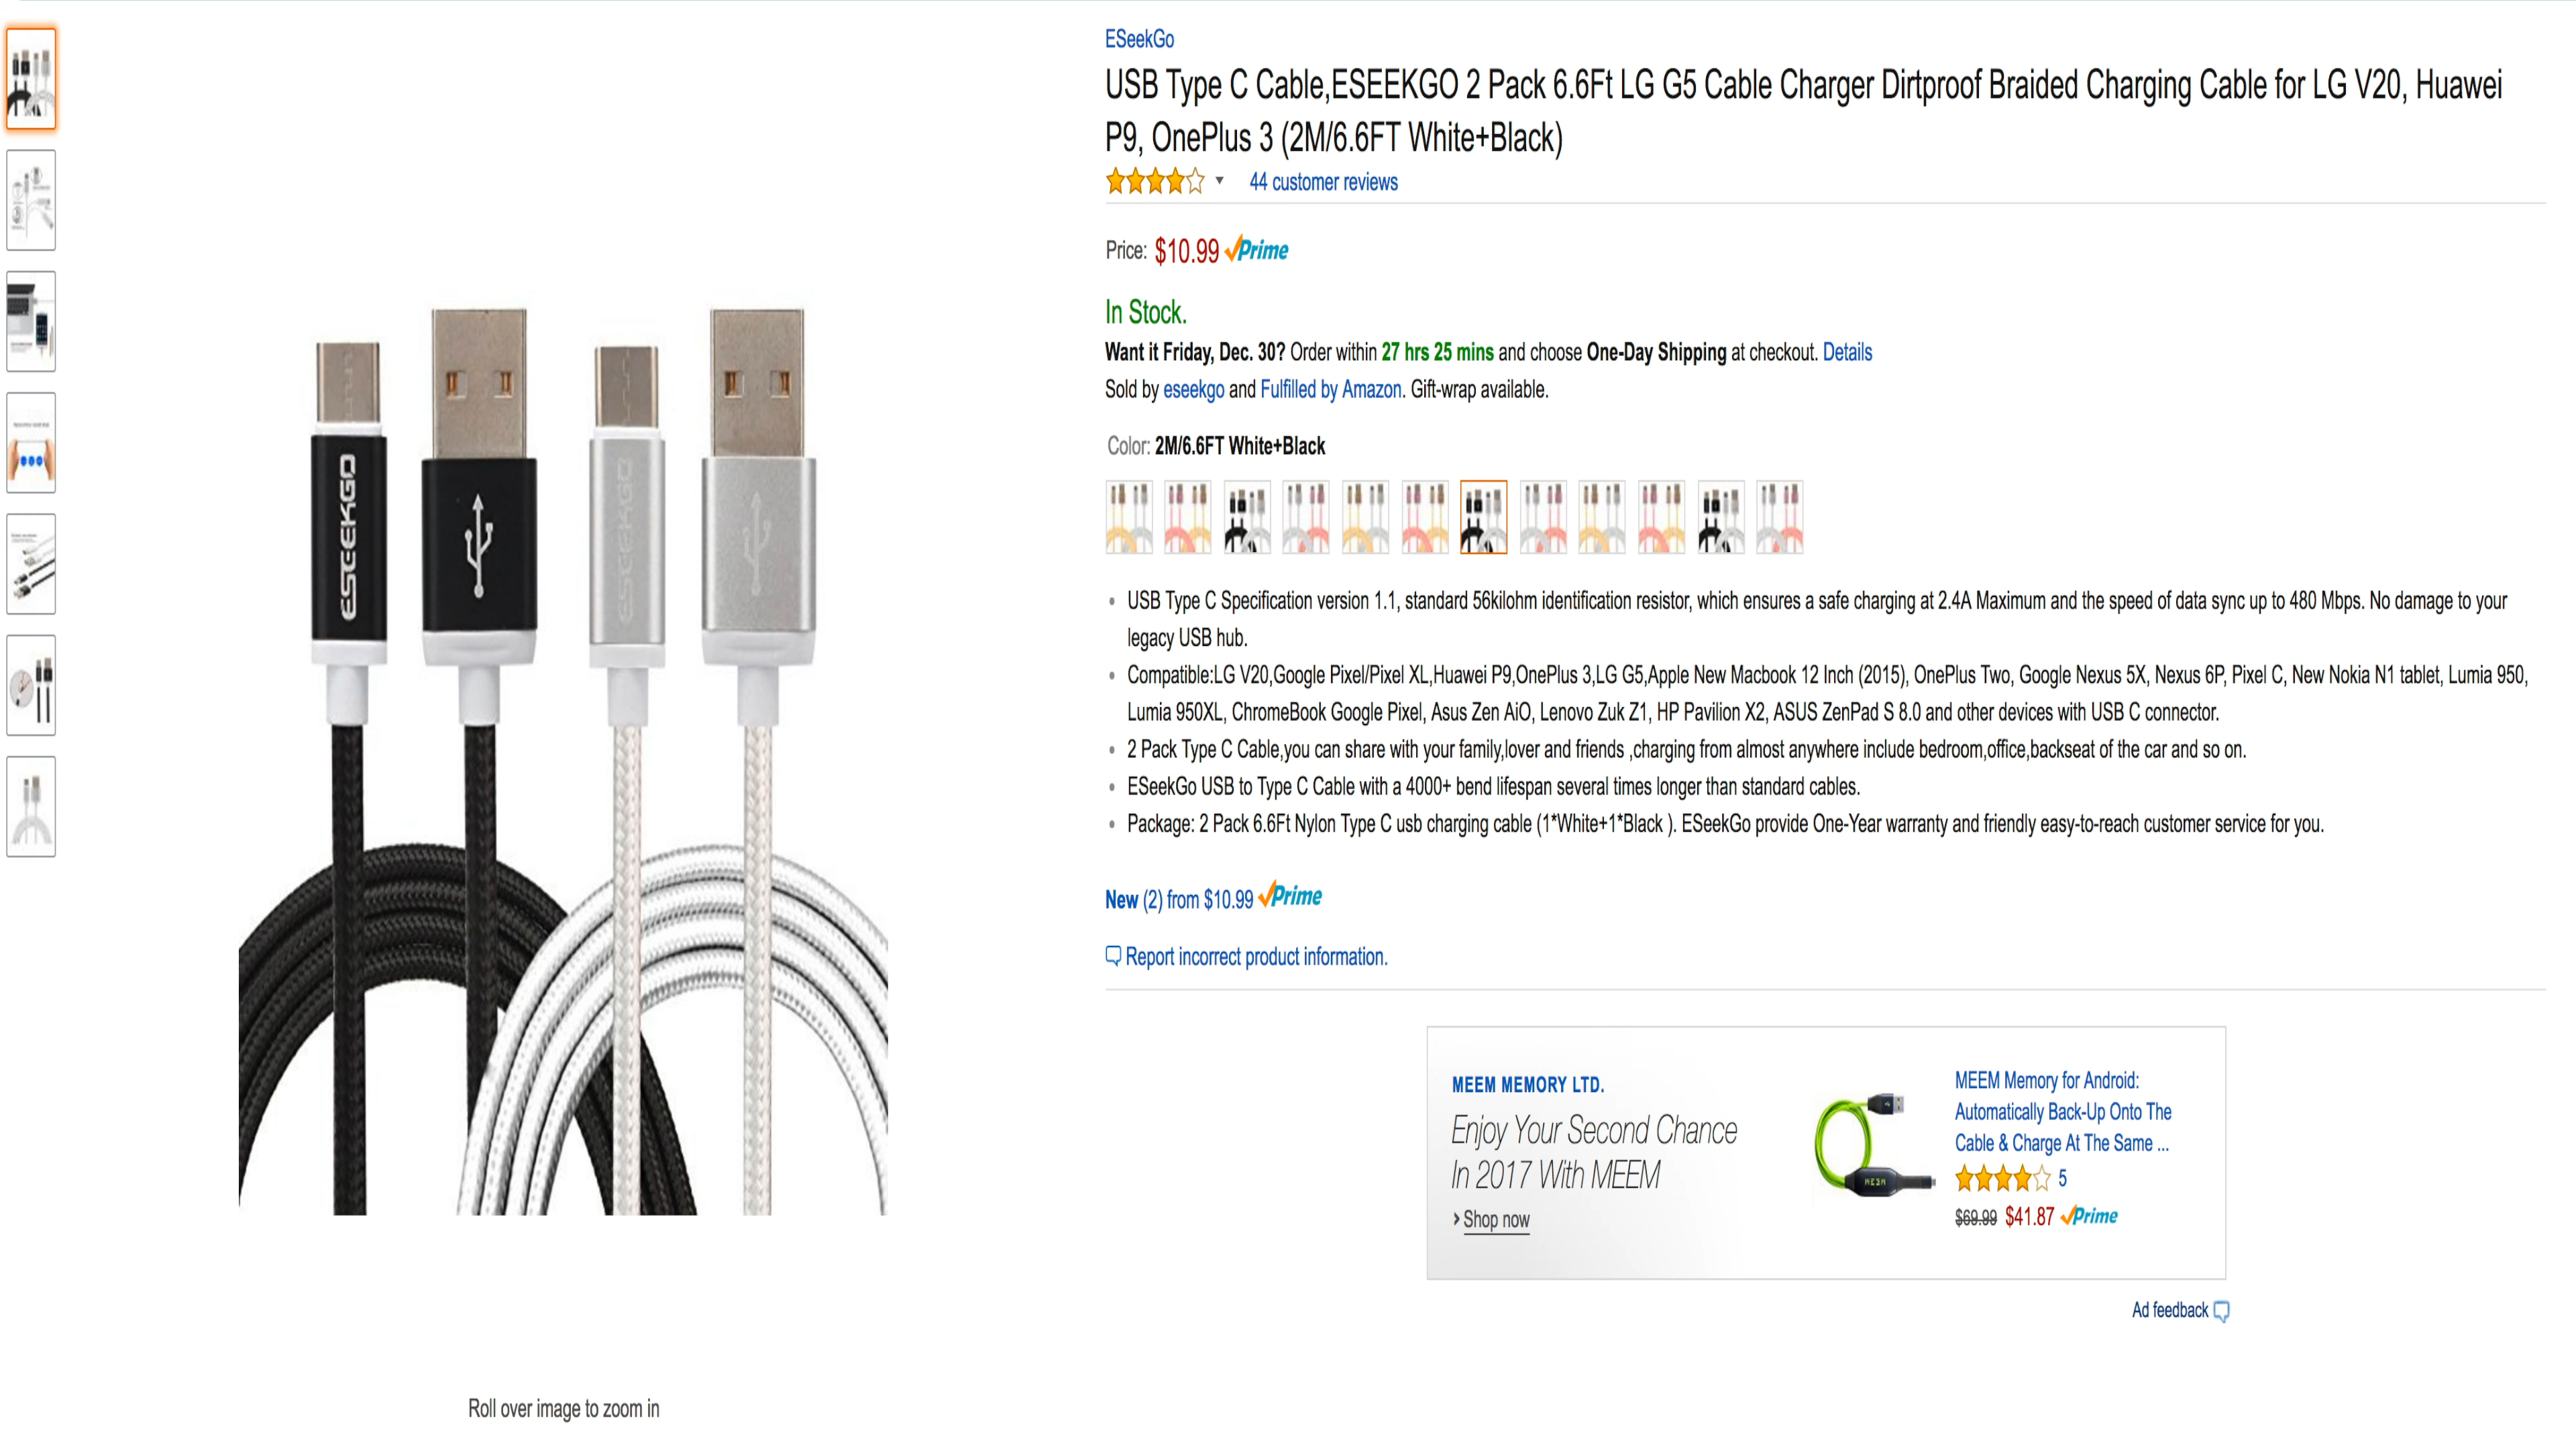 ESeekGo
USB Type C Cable,ESEEKGO 2 Pack 6.6Ft LG G5 Cable Charger Dirtproof Braided Charging Cable for LG V20, Huawei
P9, OnePlus 3 (2M/6.6FT White+Black)
44 customer reviews
Price: $10.99 Prime
In Stock.
Want it Friday, Dec. 30? Order within 27 hrs 25 mins and choose One-Day Shipping at checkout. Details
Sold by eseekgo and Fulfilled by Amazon. Gift-wrap available.
Color: 2M/6.6FT White+Black
ESEEKGO
ESEEKGO
• USB Type C Specification version 1.1, standard 56kilohm identification resistor, which ensures a safe charging at 2.4A Maximum and the speed of data sync up to 480 Mbps. No damage to your
legacy USB hub.
• Compatible:LG V20,Google Pixel/Pixel XL,Huawei P9,OnePlus 3,LG G5,Apple New Macbook 12 Inch (2015), OnePlus Two, Google Nexus 5X, Nexus 6P, Pixel C, New Nokia N1 tablet, Lumia 950,
Lumia 950XL, ChromeBook Google Pixel, Asus Zen AiO, Lenovo Zuk Z1, HP Pavilion X2, ASUS ZenPad S 8.0 and other devices with USB C connector.
• 2 Pack Type C Cable,you can share with your family,lover and friends ,charging from almost anywhere include bedroom,office,backseat of the car and so on.
• ESeekGo USB to Type C Cable with a 4000+ bend lifespan several times longer than standard cables.
• Package: 2 Pack 6.6Ft Nylon Type C usb charging cable (1*White+1*Black ). ESeekGo provide One-Year warranty and friendly easy-to-reach customer service for you.
New (2) from $10.99 Prime
Report incorrect product information.
MEEM MEMORY LTD.
Enjoy Your Second Chance
In 2017 With MEEM
› Shop now
MEEM
MEEM Memory for Android:
Automatically Back-Up Onto The
Cable & Charge At The Same ...
5
$69.99 $41.87 Prime
Ad feedback
Roll over image to zoom in